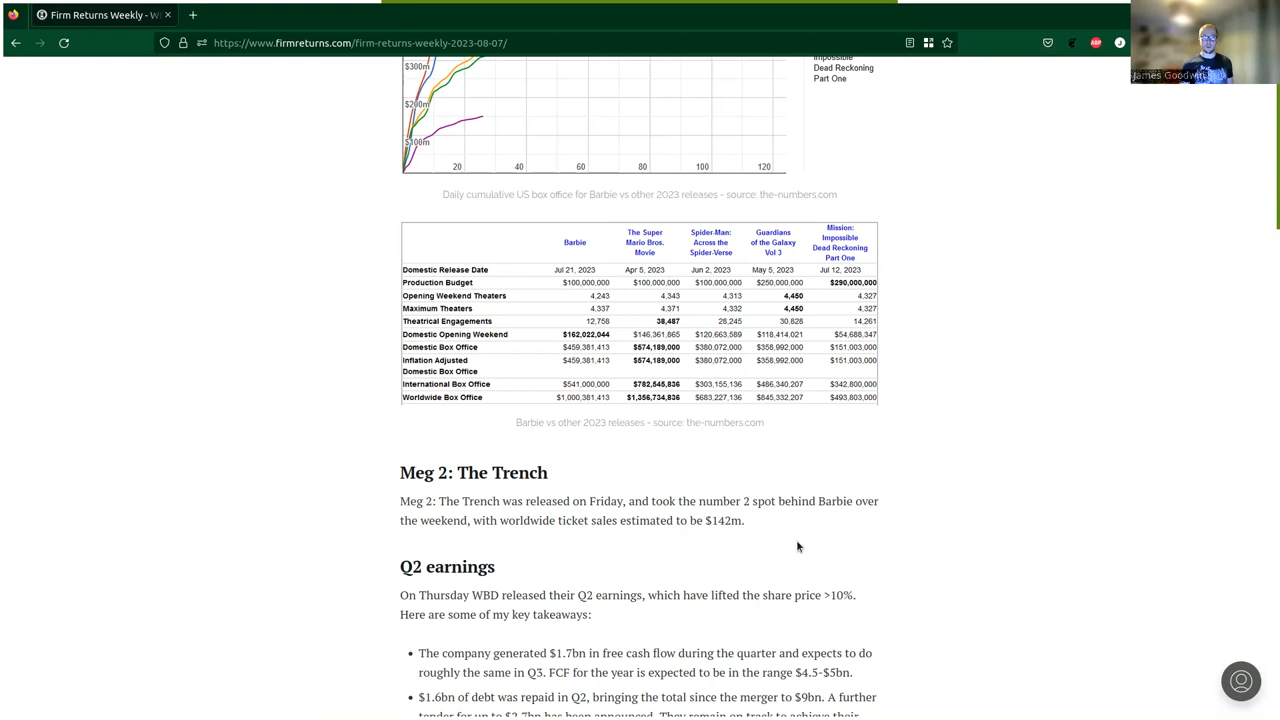 Firm Returns Weekly - W
https://www.firmreturns.com/firm-returns-weekly-2023-08-07/
ABP
J
James Goodwin
$300m
$200m
$100m
20 40 60 80 100 120
Impossible
Dead Reckoning
Part One
Daily cumulative US box office for Barbie vs other 2023 releases - source: the-numbers.com
Barbie The Super Mario Bros. Movie Spider-Man: Across the Spider-Verse Guardians of the Galaxy Vol 3 Mission: Impossible Dead Reckoning Part One
Domestic Release Date Jul 21, 2023 Apr 5, 2023 Jun 2, 2023 May 5, 2023 Jul 12, 2023
Production Budget $100,000,000 $100,000,000 $100,000,000 $250,000,000 $290,000,000
Opening Weekend Theaters 4,243 4,343 4,313 4,450 4,327
Maximum Theaters 4,337 4,371 4,332 4,450 4,327
Theatrical Engagements 12,758 38,487 28,245 30,828 14,261
Domestic Opening Weekend $162,022,044 $146,361,865 $120,663,589 $118,414,021 $54,688,347
Domestic Box Office $459,381,413 $574,189,000 $380,072,000 $358,992,000 $151,003,000
Inflation Adjusted Domestic Box Office $459,381,413 $574,189,000 $380,072,000 $358,992,000 $151,003,000
International Box Office $541,000,000 $782,545,836 $303,155,136 $486,340,207 $342,800,000
Worldwide Box Office $1,000,381,413 $1,356,734,836 $683,227,136 $845,332,207 $493,803,000
Barbie vs other 2023 releases - source: the-numbers.com
Meg 2: The Trench
Meg 2: The Trench was released on Friday, and took the number 2 spot behind Barbie over
the weekend, with worldwide ticket sales estimated to be $142m.
Q2 earnings
On Thursday WBD released their Q2 earnings, which have lifted the share price >10%.
Here are some of my key takeaways:
• The company generated $1.7bn in free cash flow during the quarter and expects to do
roughly the same in Q3. FCF for the year is expected to be in the range $4.5-$5bn.
• $1.6bn of debt was repaid in Q2, bringing the total since the merger to $9bn. A further
tender for up to $2.7bn has been announced. They remain on track to achieve their